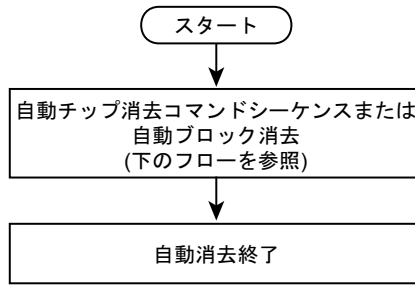 スタート
自動チップ消去コマンドシーケンスまたは
自動ブロック消去
(下のフローを参照)
自動消去終了